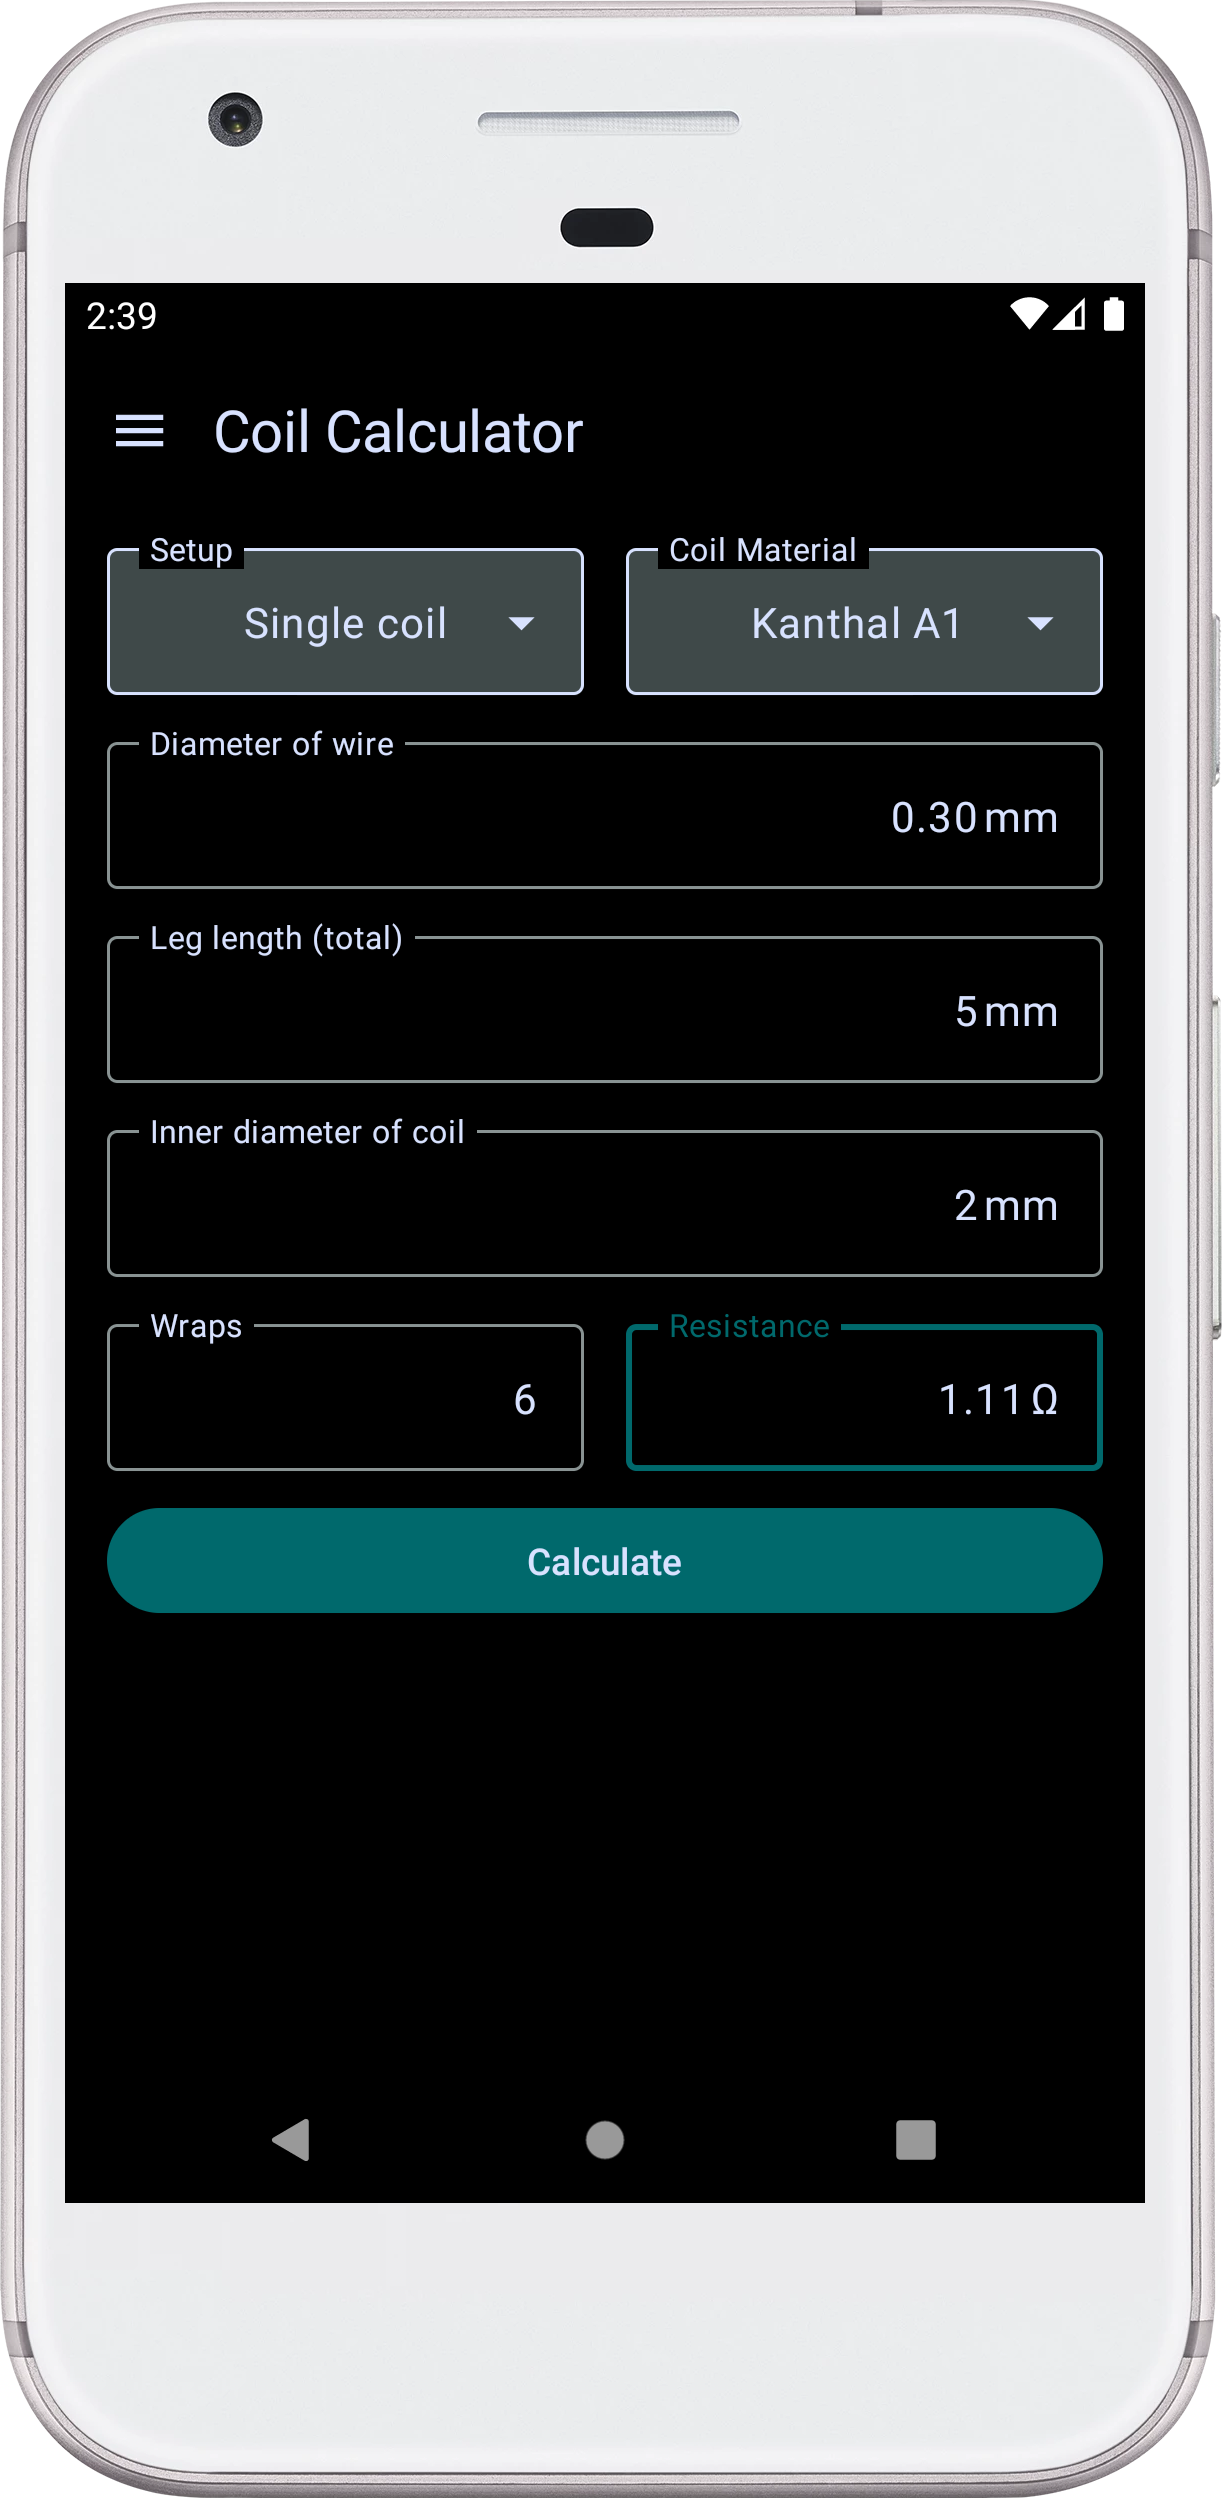 2:39
Coil Calculator
Setup
Single coil
Coil Material
Kanthal A1
Diameter of wire
0.30 mm
Leg length (total)
5 mm
Inner diameter of coil
2 mm
Wraps
6
Resistance
1.11 Ω
Calculate